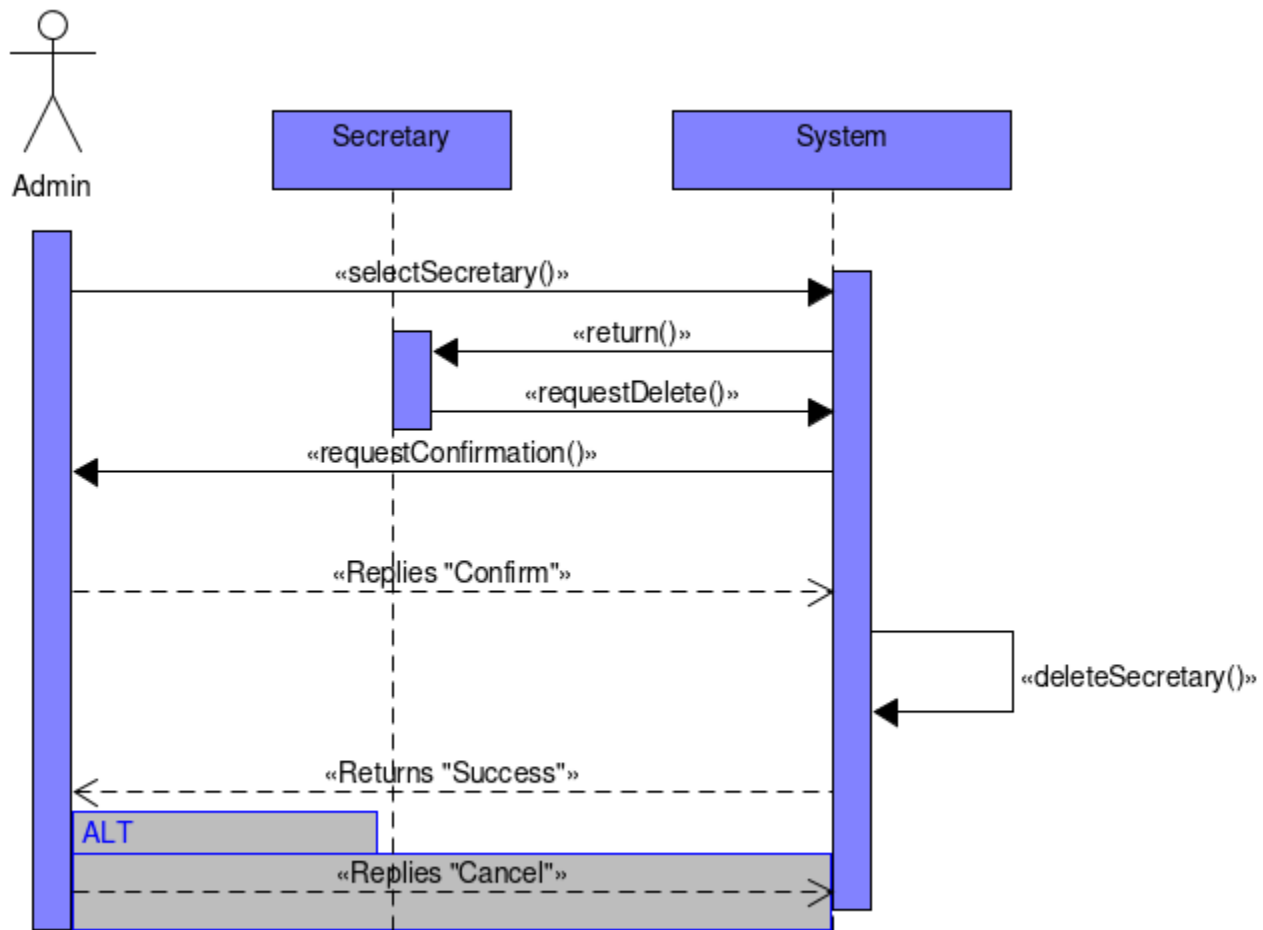 Secretary
System
Admin
«selectSecretary()»
«return()»
«requestDelete()»
«requestConfirmation()»
«Replies "Confirm"»
«deleteSecretary()»
«Returns "Success"»
ALT
«Replies "Cancel"»